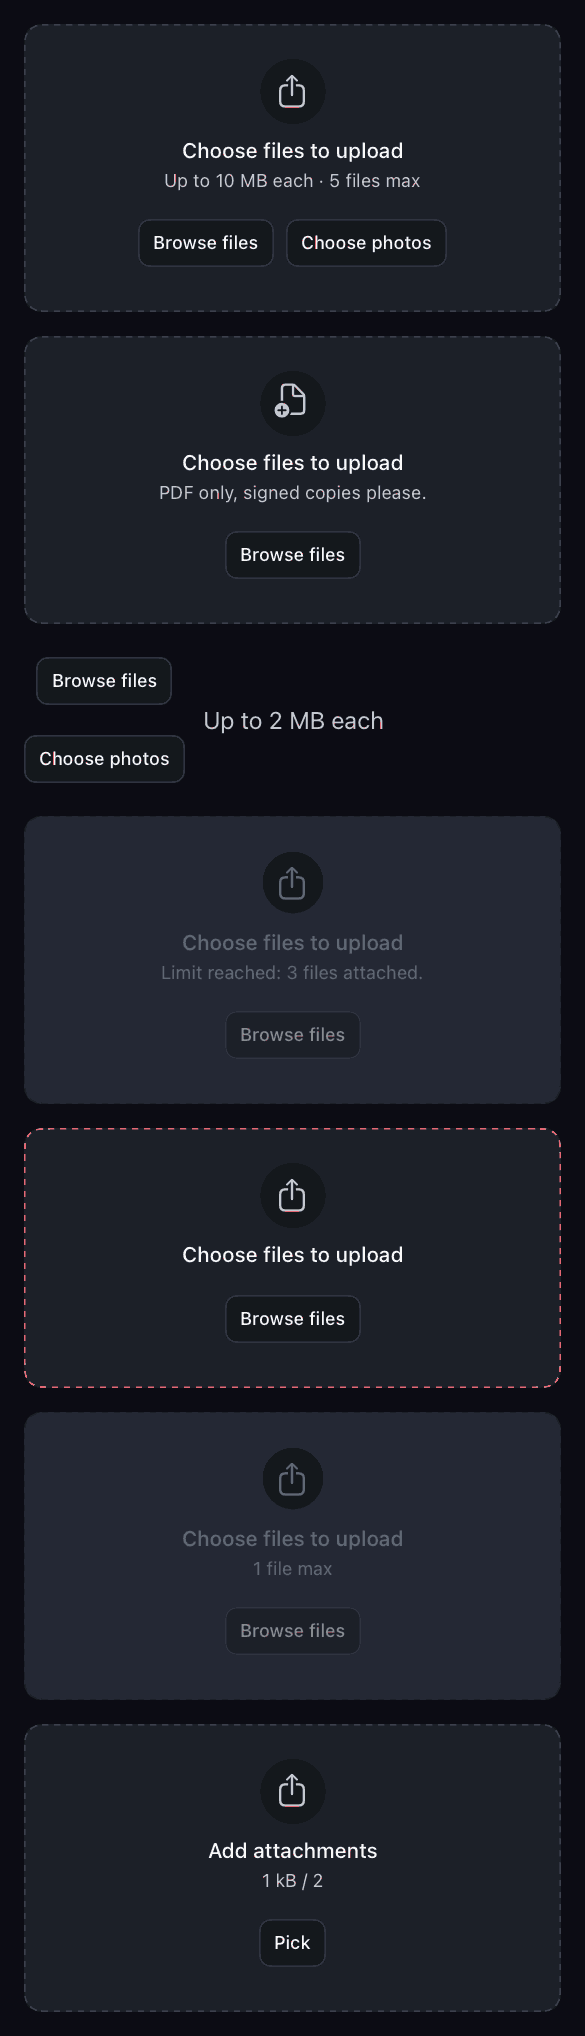 Choose files to upload
Up to 10 MB each · 5 files max
Browse files
Choose photos
Choose files to upload
PDF only, signed copies please.
Browse files
Browse files
Up to 2 MB each
Choose photos
Choose files to upload
Limit reached: 3 files attached.
Browse files
Choose files to upload
Browse files
Choose files to upload
1 file max
Browse files
Add attachments
1 kB / 2
Pick